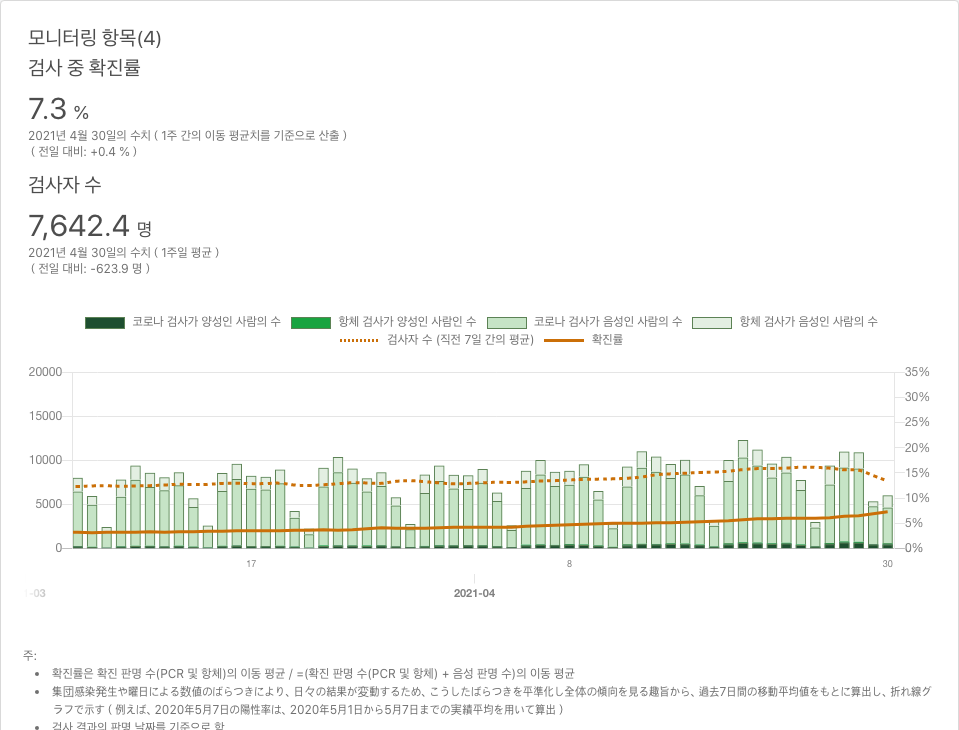 모니터링 항목(4)
검사 중 확진률
7.3 %
2021년 4월 30일의 수치 ( 1주 간의 이동 평균치를 기준으로 산출 )
( 전일 대비: +0.4 % )
검사자 수
7,642.4 명
2021년 4월 30일의 수치 ( 1주일 평균 )
( 전일 대비: -623.9 명 )
코로나 검사가 양성인 사람의 수 항체 검사가 양성인 사람인 수 코로나 검사가 음성인 사람의 수 항체 검사가 음성인 사람의 수
검사자 수 (직전 7일 간의 평균) 확진률
20000 35%
30%
15000 25%
20%
10000 15%
5000 10%
5%
0 0%
17 8 30
1-03 2021-04
주:
• 확진률은 확진 판명 수(PCR 및 항체)의 이동 평균 / =(확진 판명 수(PCR 및 항체) + 음성 판명 수)의 이동 평균
• 集団感染発生や曜日による数値のばらつきにより、日々の結果が変動するため、こうしたばらつきを平準化し全体の傾向を見る趣旨から、過去7日間の移動平均値をもとに算出し、折れ線グ
ラフで示す ( 例えば、2020年5月7日の陽性率は、2020年5月1日から5月7日までの実績平均を用いて算出 )
• 검사 결과의 판명 날짜를 기준으로 함